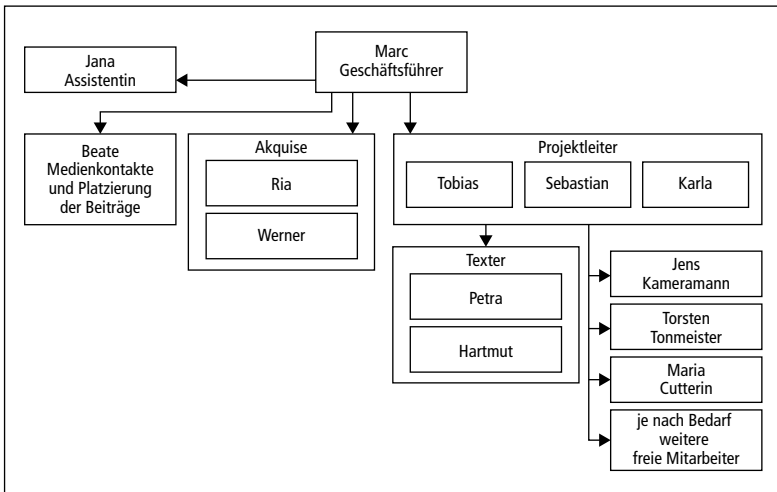 Marc
Geschäftsführer
Jana
Assistentin
Beate
Medienkontakte
und Platzierung
der Beiträge
Akquise
Ria
Werner
Projektleiter
Tobias
Sebastian
Karla
Texter
Petra
Hartmut
Jens
Kameramann
Torsten
Tonmeister
Maria
Cutterin
je nach Bedarf
weitere
freie Mitarbeiter